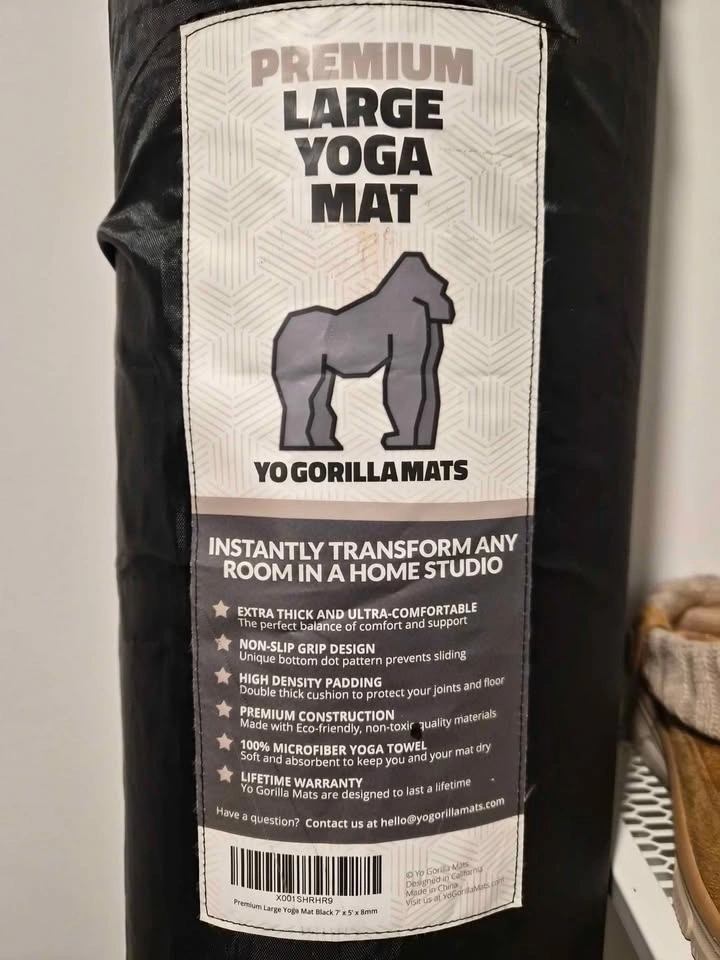 PREMIUM
LARGE
YOGA
MAT
YO GORILLA MATS
INSTANTLY TRANSFORM ANY
ROOM IN A HOME STUDIO
EXTRA THICK AND ULTRA-COMFORTABLE
The perfect balance of comfort and support
NON-SLIP GRIP DESIGN
Unique bottom dot pattern prevents sliding
HIGH DENSITY PADDING
Double thick cushion to protect your joints and floor
PREMIUM CONSTRUCTION
Made with Eco-friendly, non-toxic quality materials
100% MICROFIBER YOGA TOWEL
Soft and absorbent to keep you and your mat dry
LIFETIME WARRANTY
Yo Gorilla Mats are designed to last a lifetime
Have a question? Contact us at hello@yogorillamats.com
X001SHRHR9
Premium Large Yoga Mat Black 7' x 5' x 8mm
© Yo Gorilla Mats
Designed in California
Made in China
Visit us at YoGorillaMats.com